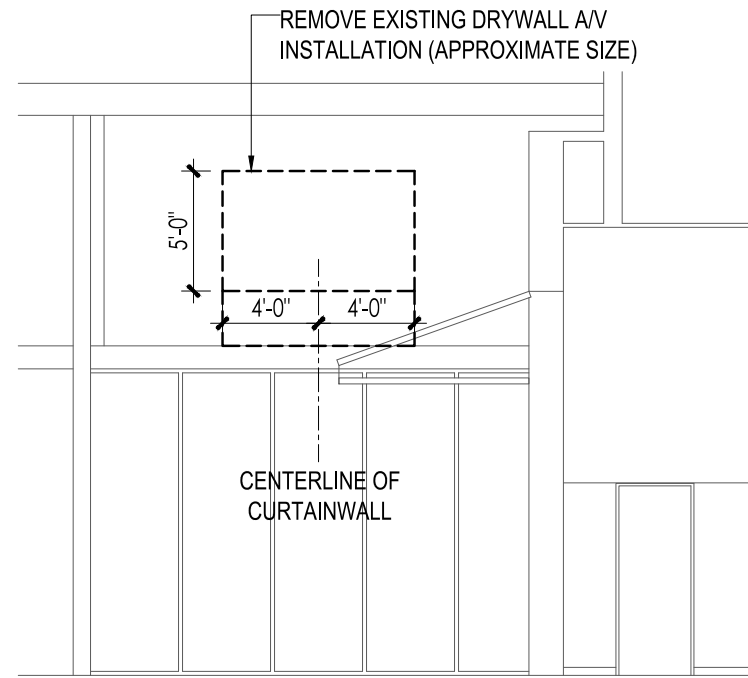 REMOVE EXISTING DRYWALL A/V
INSTALLATION (APPROXIMATE SIZE)
5'-0"
4'-0" 4'-0"
CENTERLINE OF
CURTAINWALL